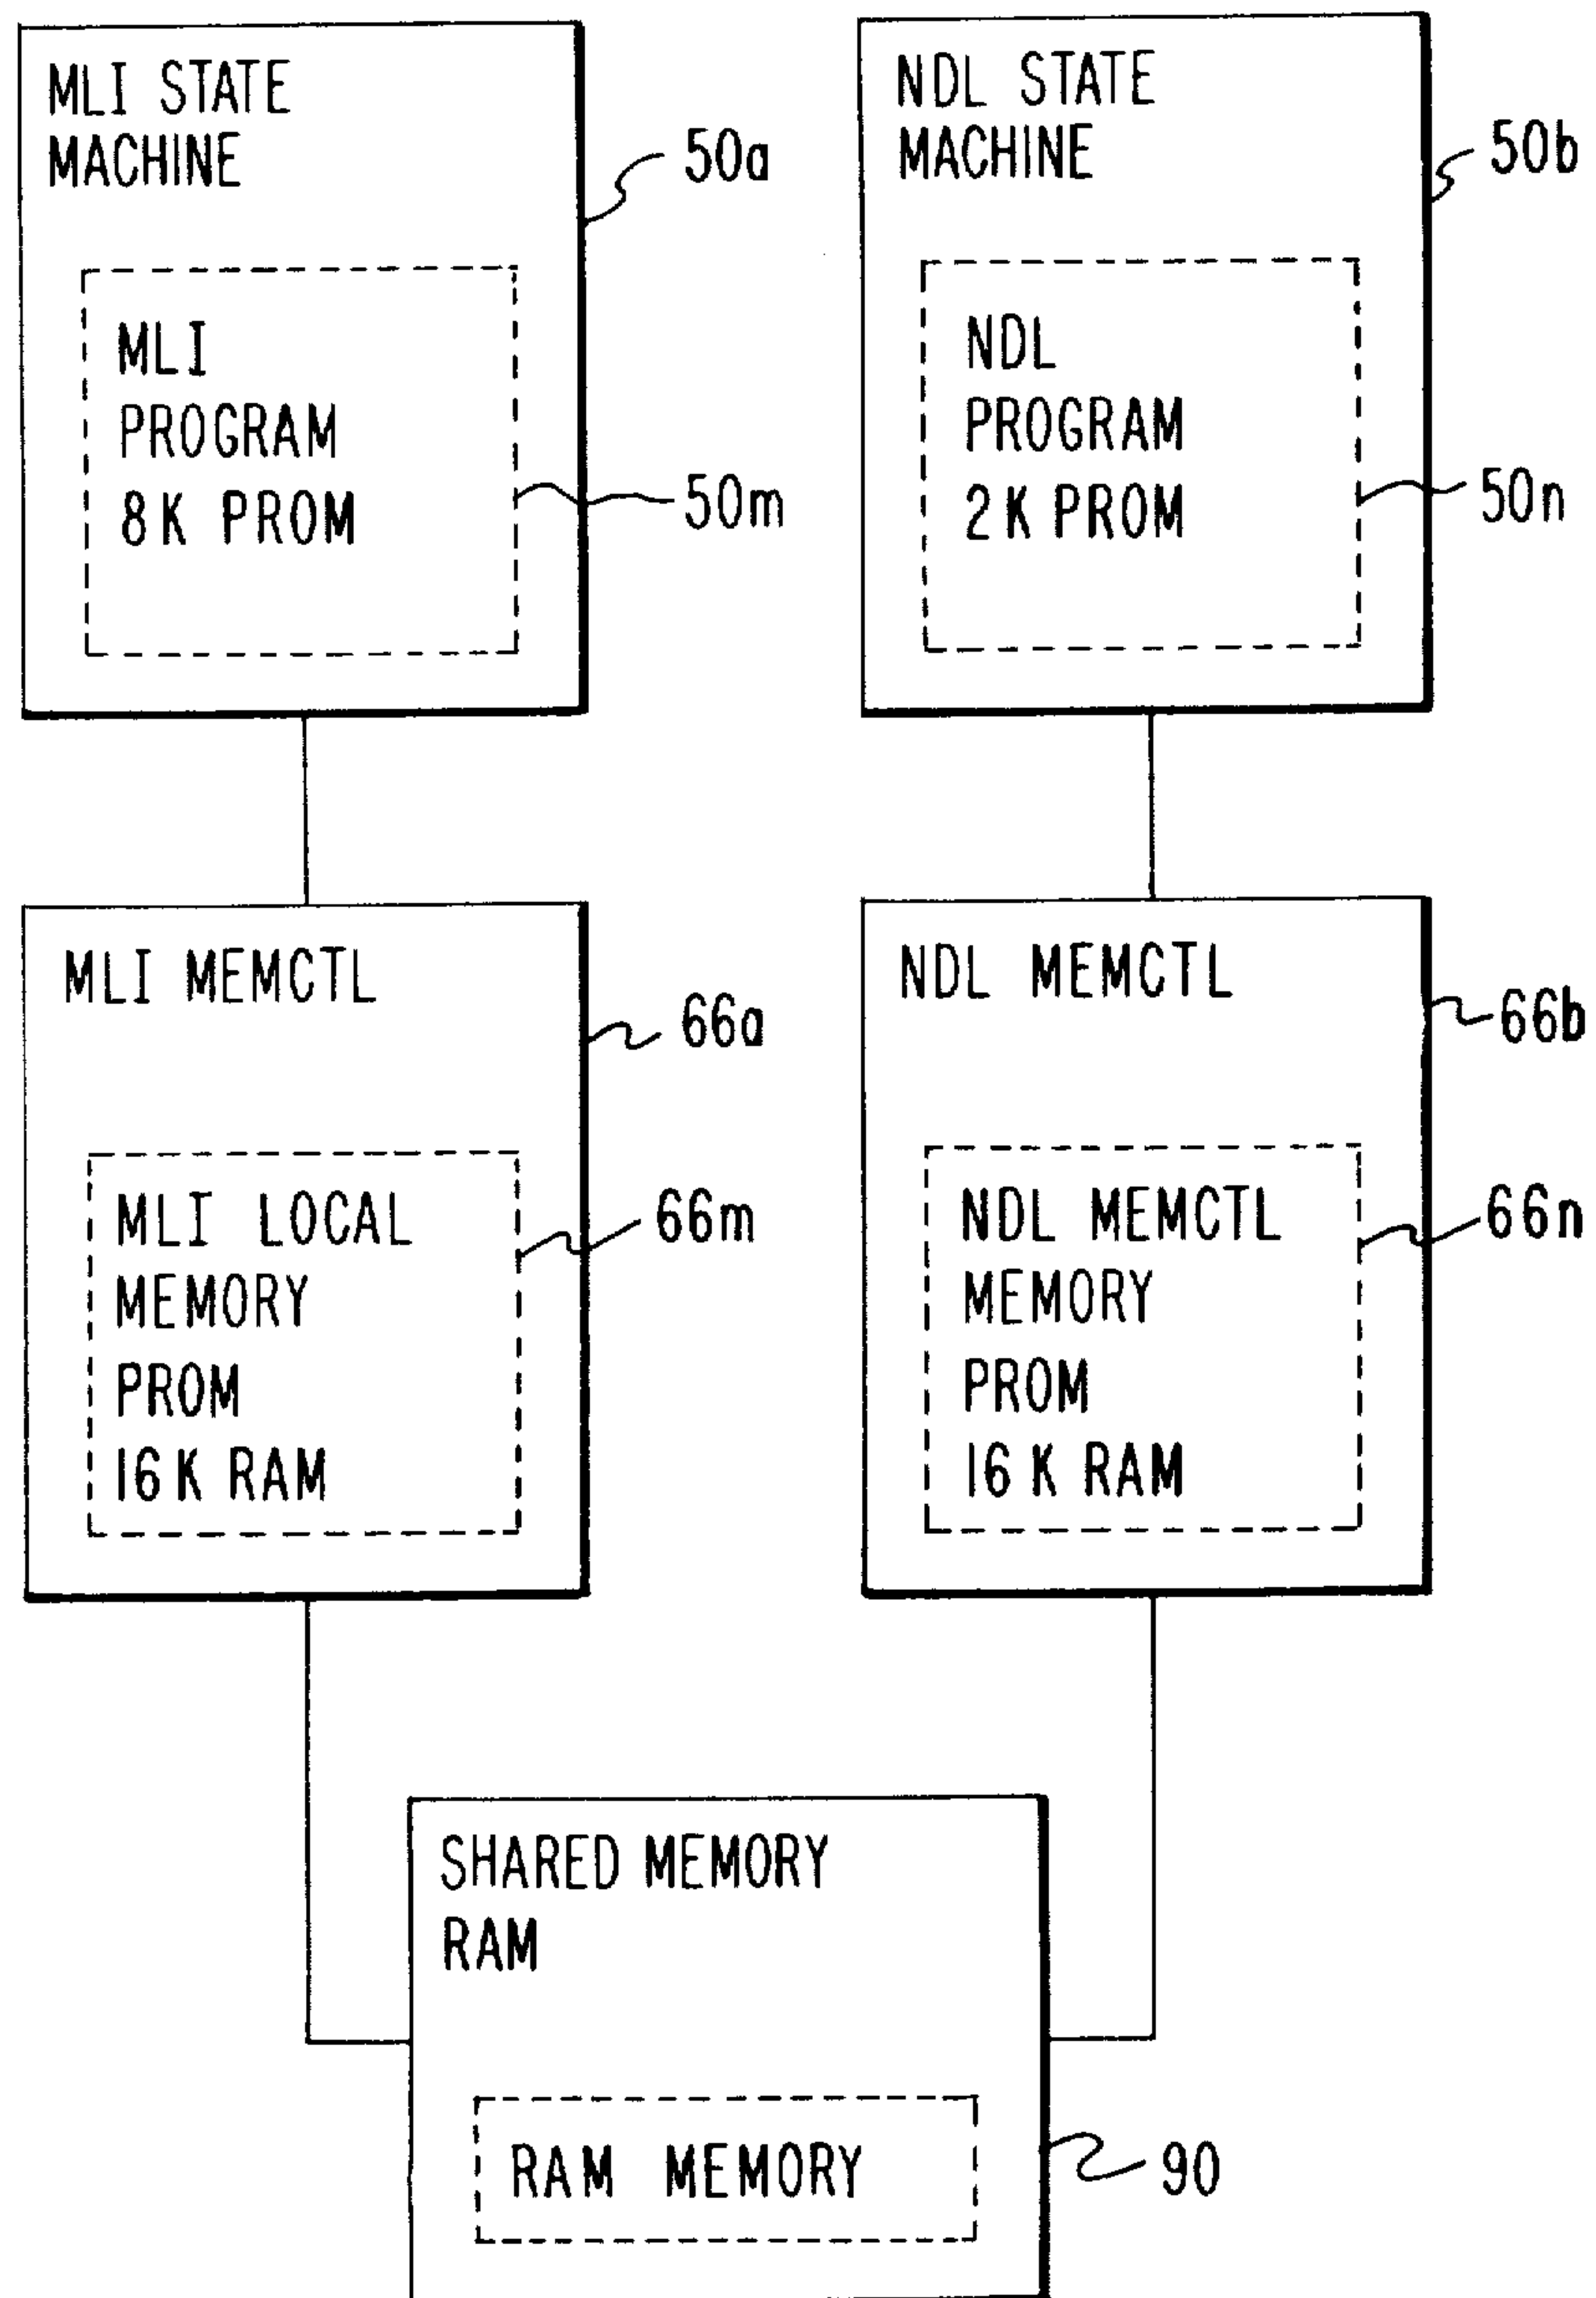 MLI STATE
MACHINE
50a
MLI
PROGRAM
8K PROM
50m
NDL STATE
MACHINE
50b
NDL
PROGRAM
2K PROM
50n
MLI MEMCTL
66a
MLI LOCAL
MEMORY
PROM
16K RAM
66m
NDL MEMCTL
66b
NDL MEMCTL
MEMORY
PROM
16K RAM
66n
SHARED MEMORY
RAM
RAM MEMORY
90